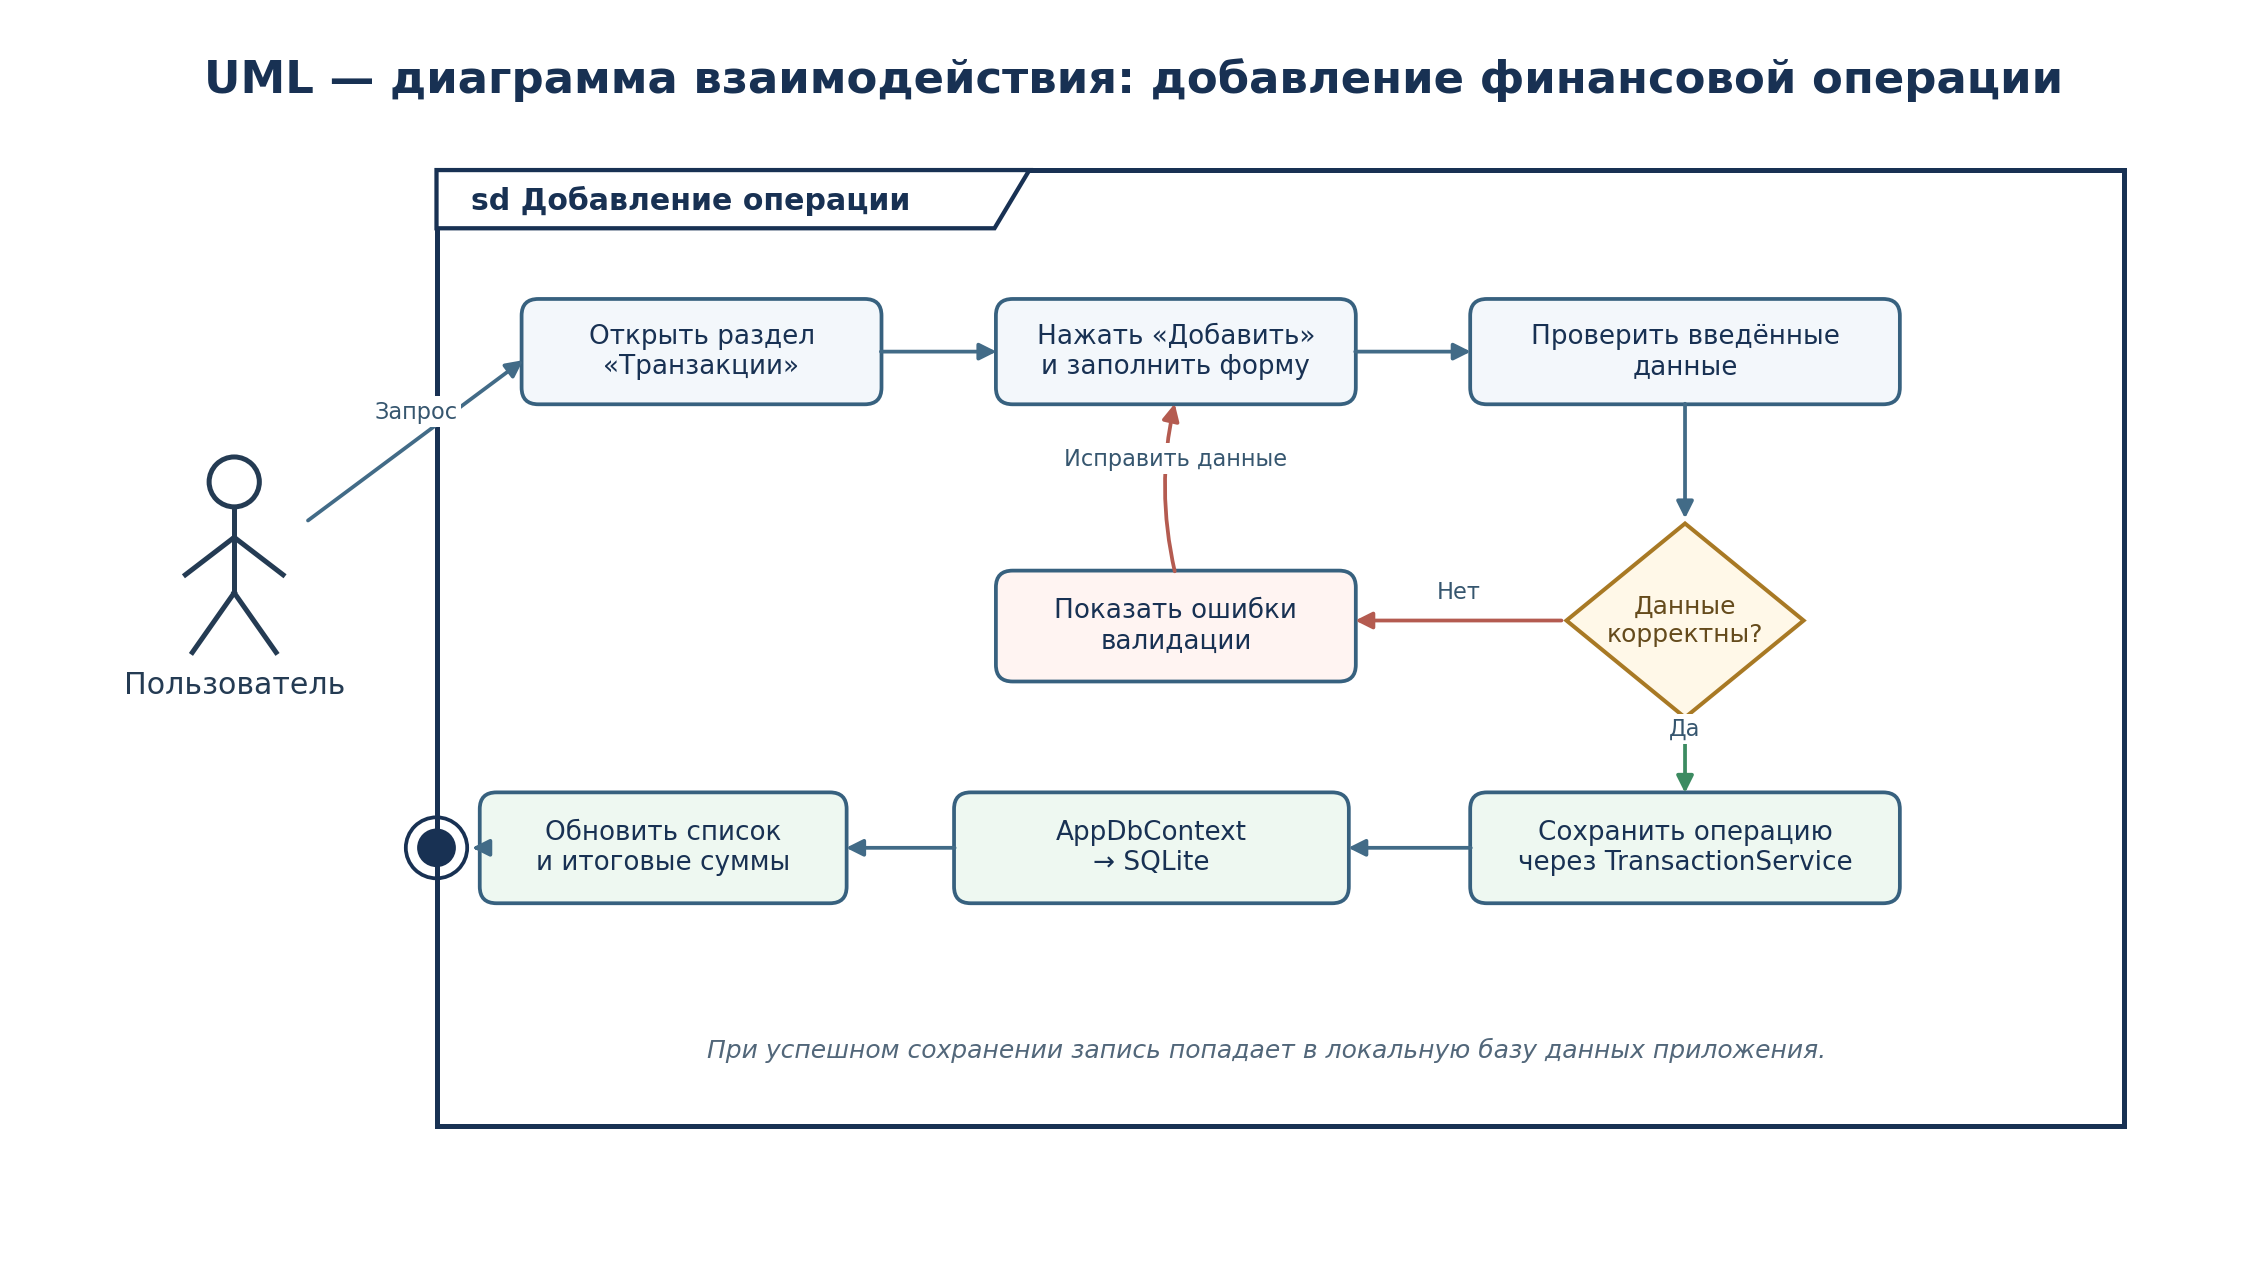 UML — диаграмма взаимодействия: добавление финансовой операции
sd Добавление операции
Открыть раздел
«Транзакции»
Нажать «Добавить»
и заполнить форму
Проверить введённые
данные
Запрос
Исправить данные
Пользователь
Показать ошибки
валидации
Нет
Данные
корректны?
Да
Обновить список
и итоговые суммы
AppDbContext
→ SQLite
Сохранить операцию
через TransactionService
При успешном сохранении запись попадает в локальную базу данных приложения.